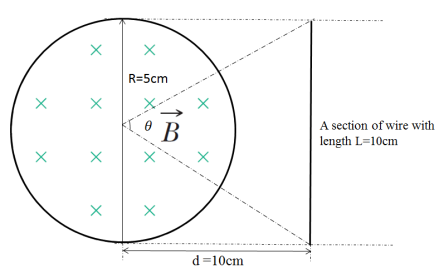 R=5cm
θ
B
A section of wire with
length L=10cm
d =10cm